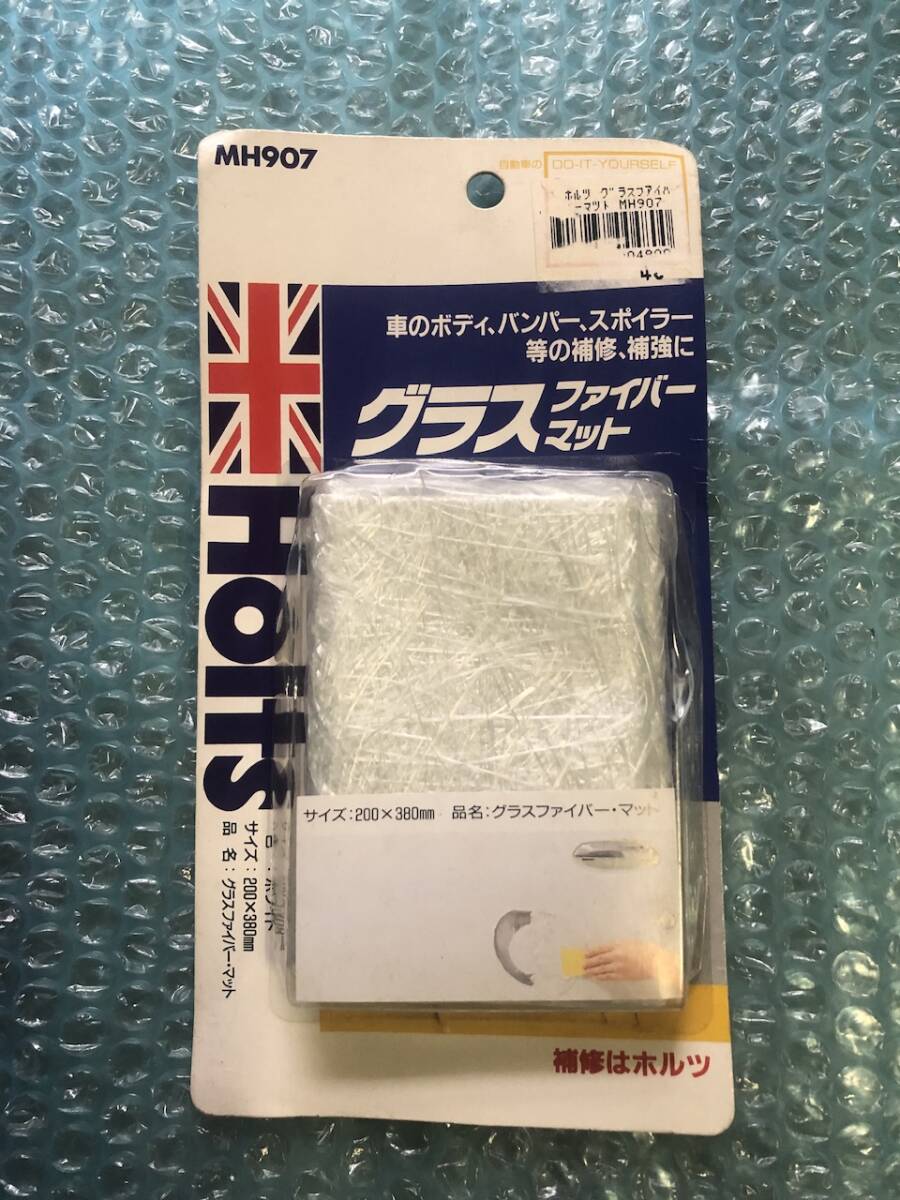 MH907
自動車の DO-IT-YOURSELF
ホルツ グラスファイバ
ーマット MH907
車のボディ、バンパー、スポイラー
等の補修、補強に
グラスファイバー
マット
Holts
サイズ:200×380mm 品名:グラスファイバー・マット
サイズ:200×380mm
品 名:グラスファイバー・マット
補修はホルツ